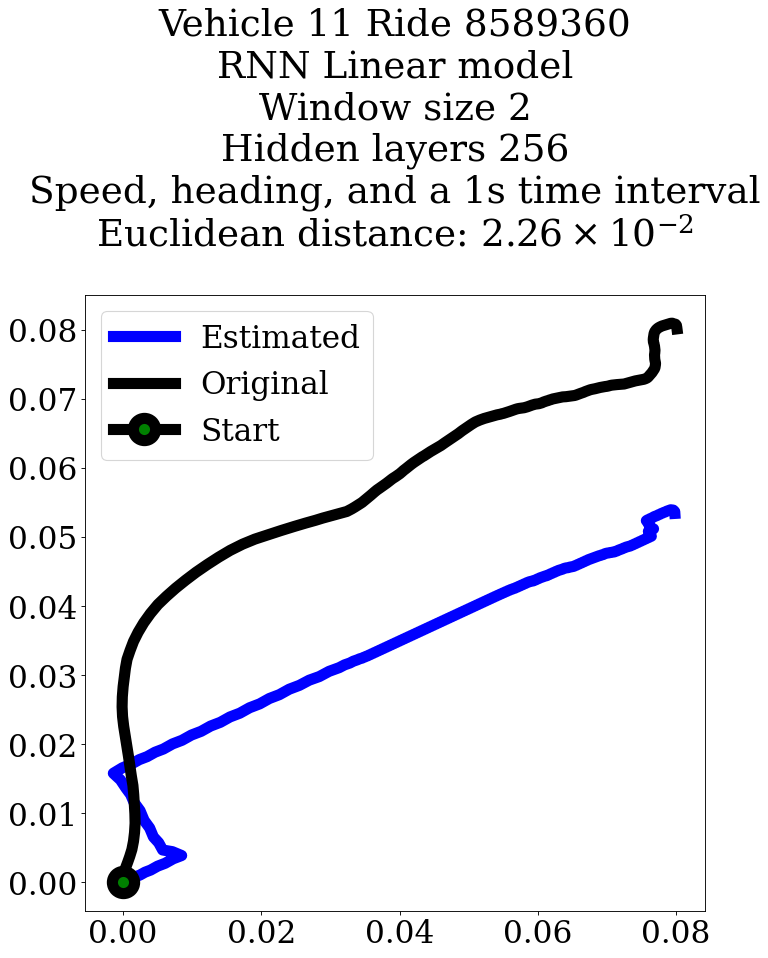 Vehicle 11 Ride 8589360
RNN Linear model
Window size 2
Hidden layers 256
Speed, heading, and a 1s time interval
Euclidean distance: 2.26 × 10⁻²
Estimated
Original
Start
0.08
0.07
0.06
0.05
0.04
0.03
0.02
0.01
0.00
0.00 0.02 0.04 0.06 0.08